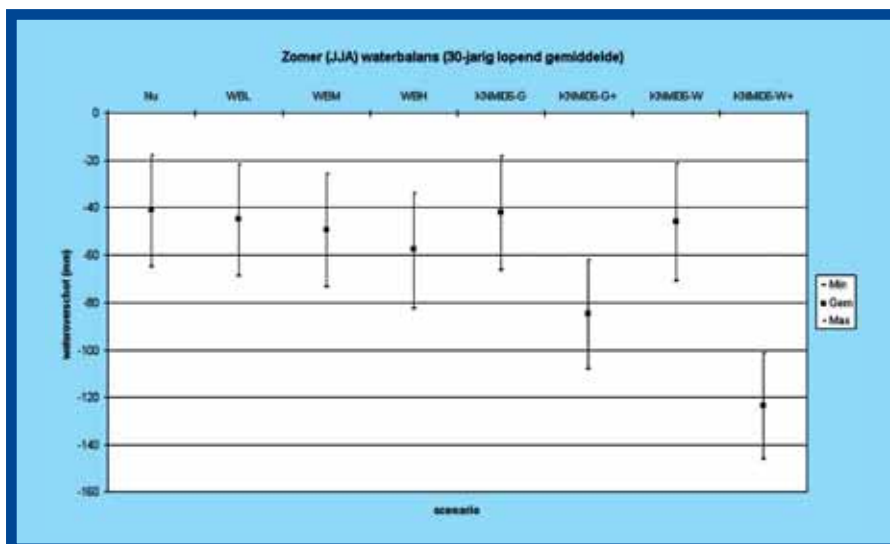 Zomer (JJA) waterbalans (30-jarig lopend gemiddelde)
Nu WBL WBM WBH KNMI06-G KNMI06-G+ KNMI06-W KNMI06-W+
0
-20
-40
-60
-80
-100
-120
-140
-160
wateroverschot (mm)
scenario
Min
Gem
Max